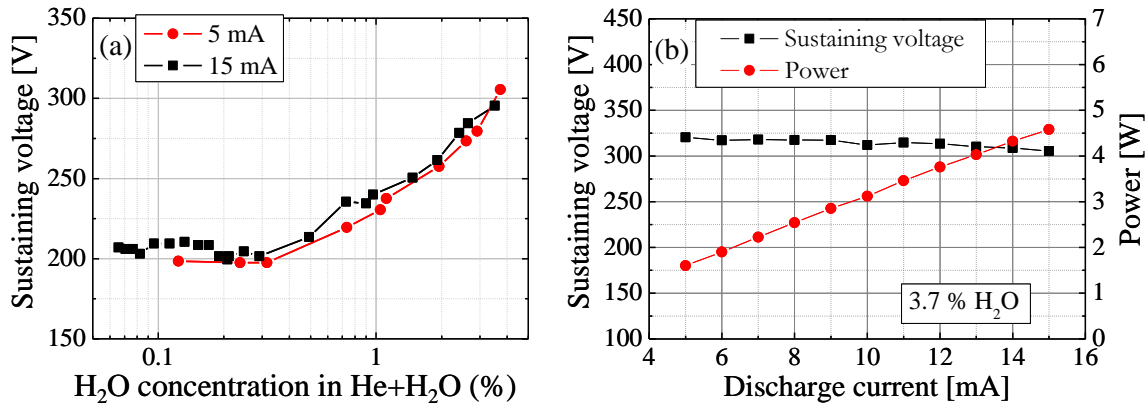 (a)
5 mA
15 mA
350
300
250
200
150
Sustaining voltage [V]
0.1
1
H₂O concentration in He+H₂O (%)
(b)
Sustaining voltage
Power
450
400
350
300
250
200
150
100
Sustaining voltage [V]
7
6
5
4
3
2
1
0
Power [W]
3.7 % H₂O
4
6
8
10
12
14
16
Discharge current [mA]